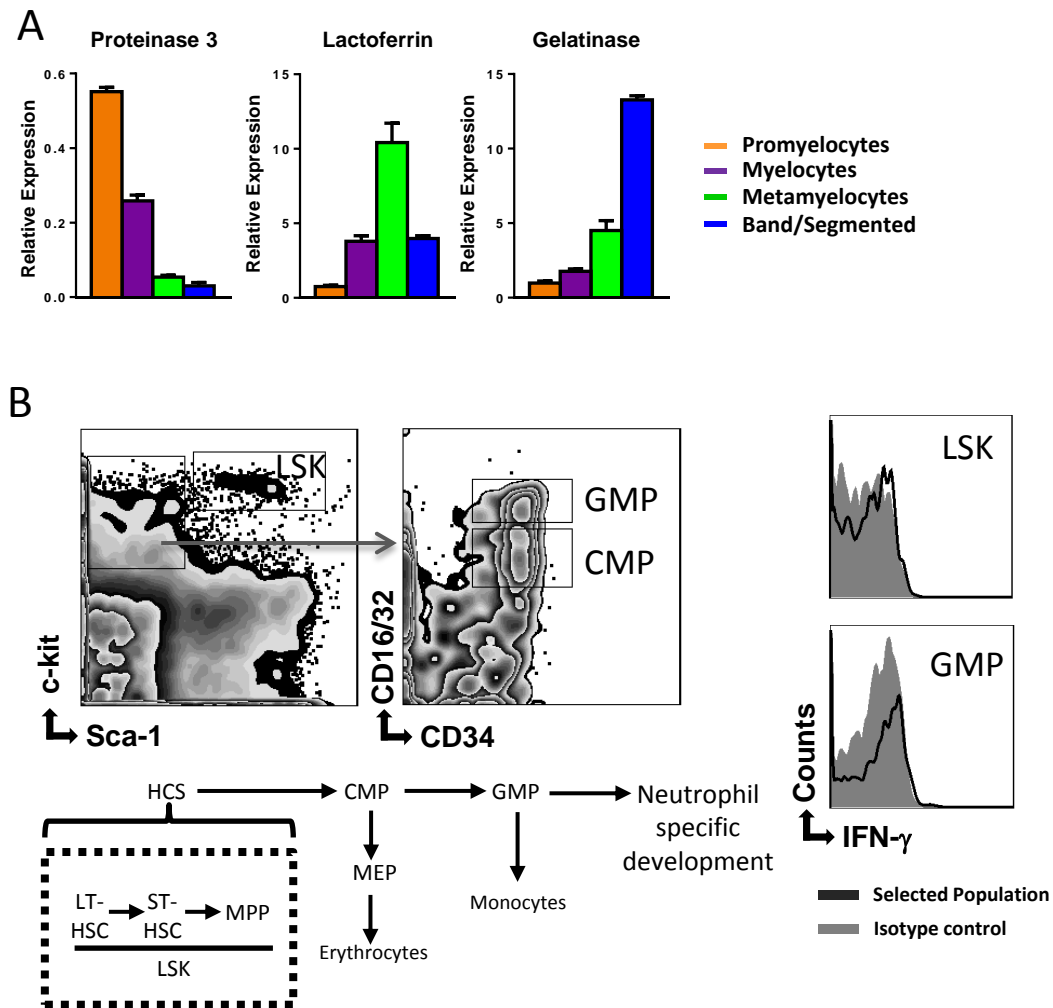 A
Proteinase 3
Lactoferrin
Gelatinase
Relative Expression
0.6
0.4
0.2
0.0
Relative Expression
15
10
5
0
Relative Expression
15
10
5
0
Promyelocytes
Myelocytes
Metamyelocytes
Band/Segmented
B
LSK
c-kit
Sca-1
GMP
CMP
CD16/32
CD34
LSK
GMP
Counts
IFN-γ
Selected Population
Isotype control
HCS
CMP
GMP
Neutrophil
specific
development
MEP
Monocytes
Erythrocytes
LT-
HSC
ST-
HSC
MPP
LSK